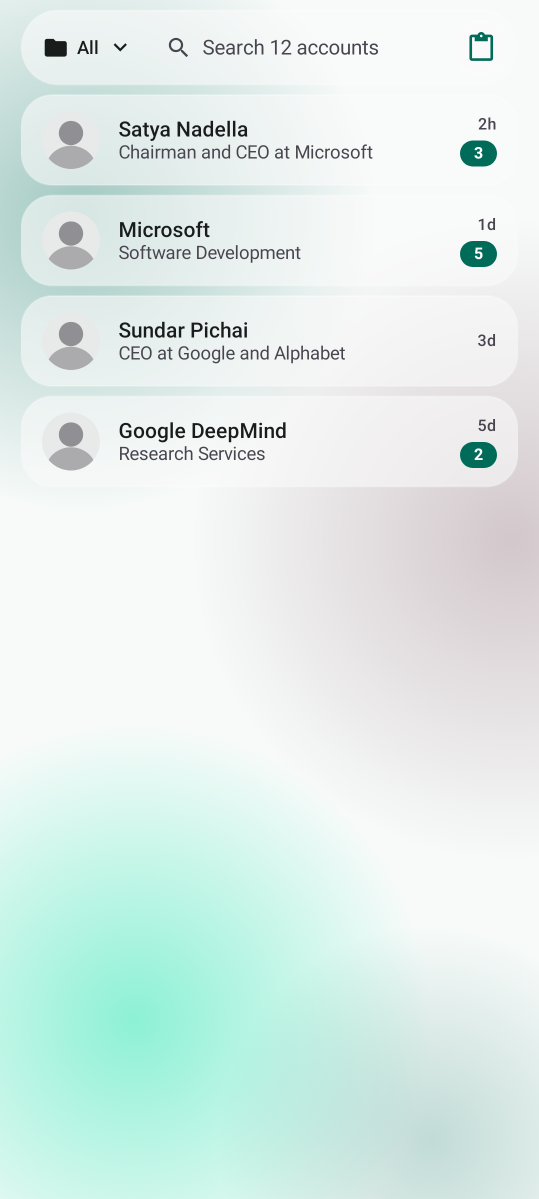 All
Search 12 accounts
Satya Nadella
Chairman and CEO at Microsoft
2h
3
Microsoft
Software Development
1d
5
Sundar Pichai
CEO at Google and Alphabet
3d
Google DeepMind
Research Services
5d
2